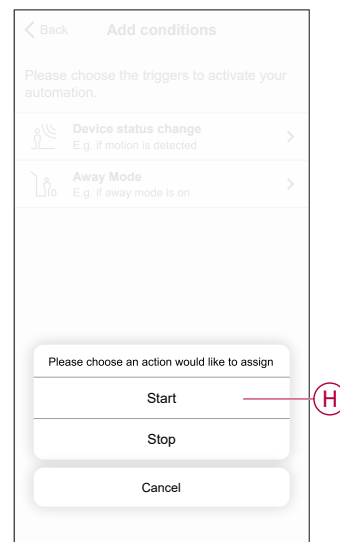 Back Add conditions
Please choose the triggers to activate your
automation.
Device status change
E.g. if motion is detected
Away Mode
E.g. if away mode is on
Please choose an action would like to assign
Start
H
Stop
Cancel